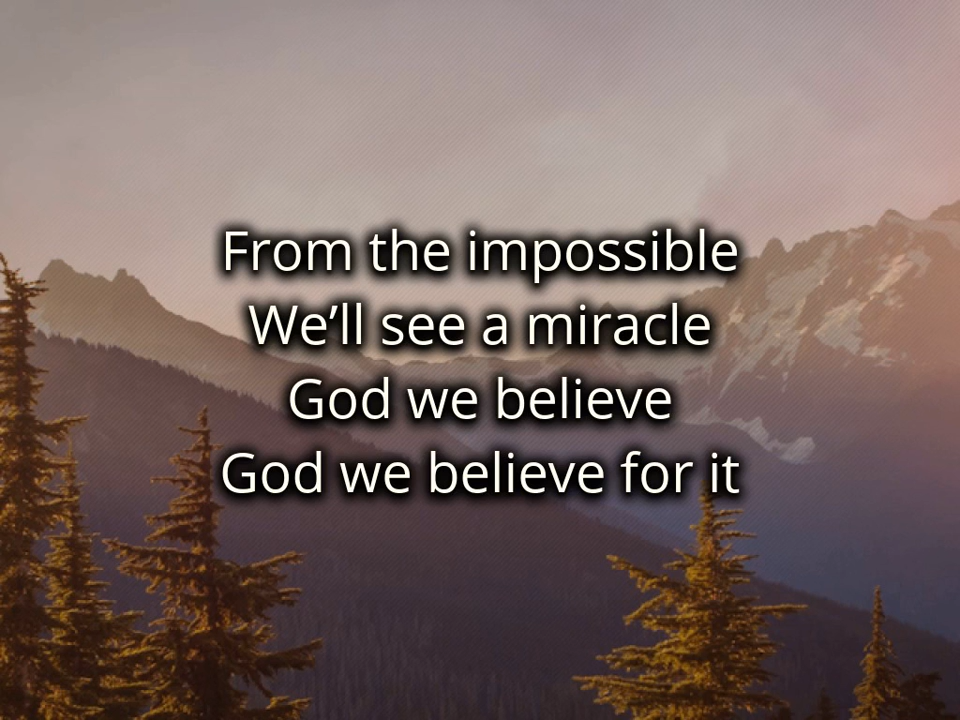 From the impossible
We’ll see a miracle
God we believe
God we believe for it